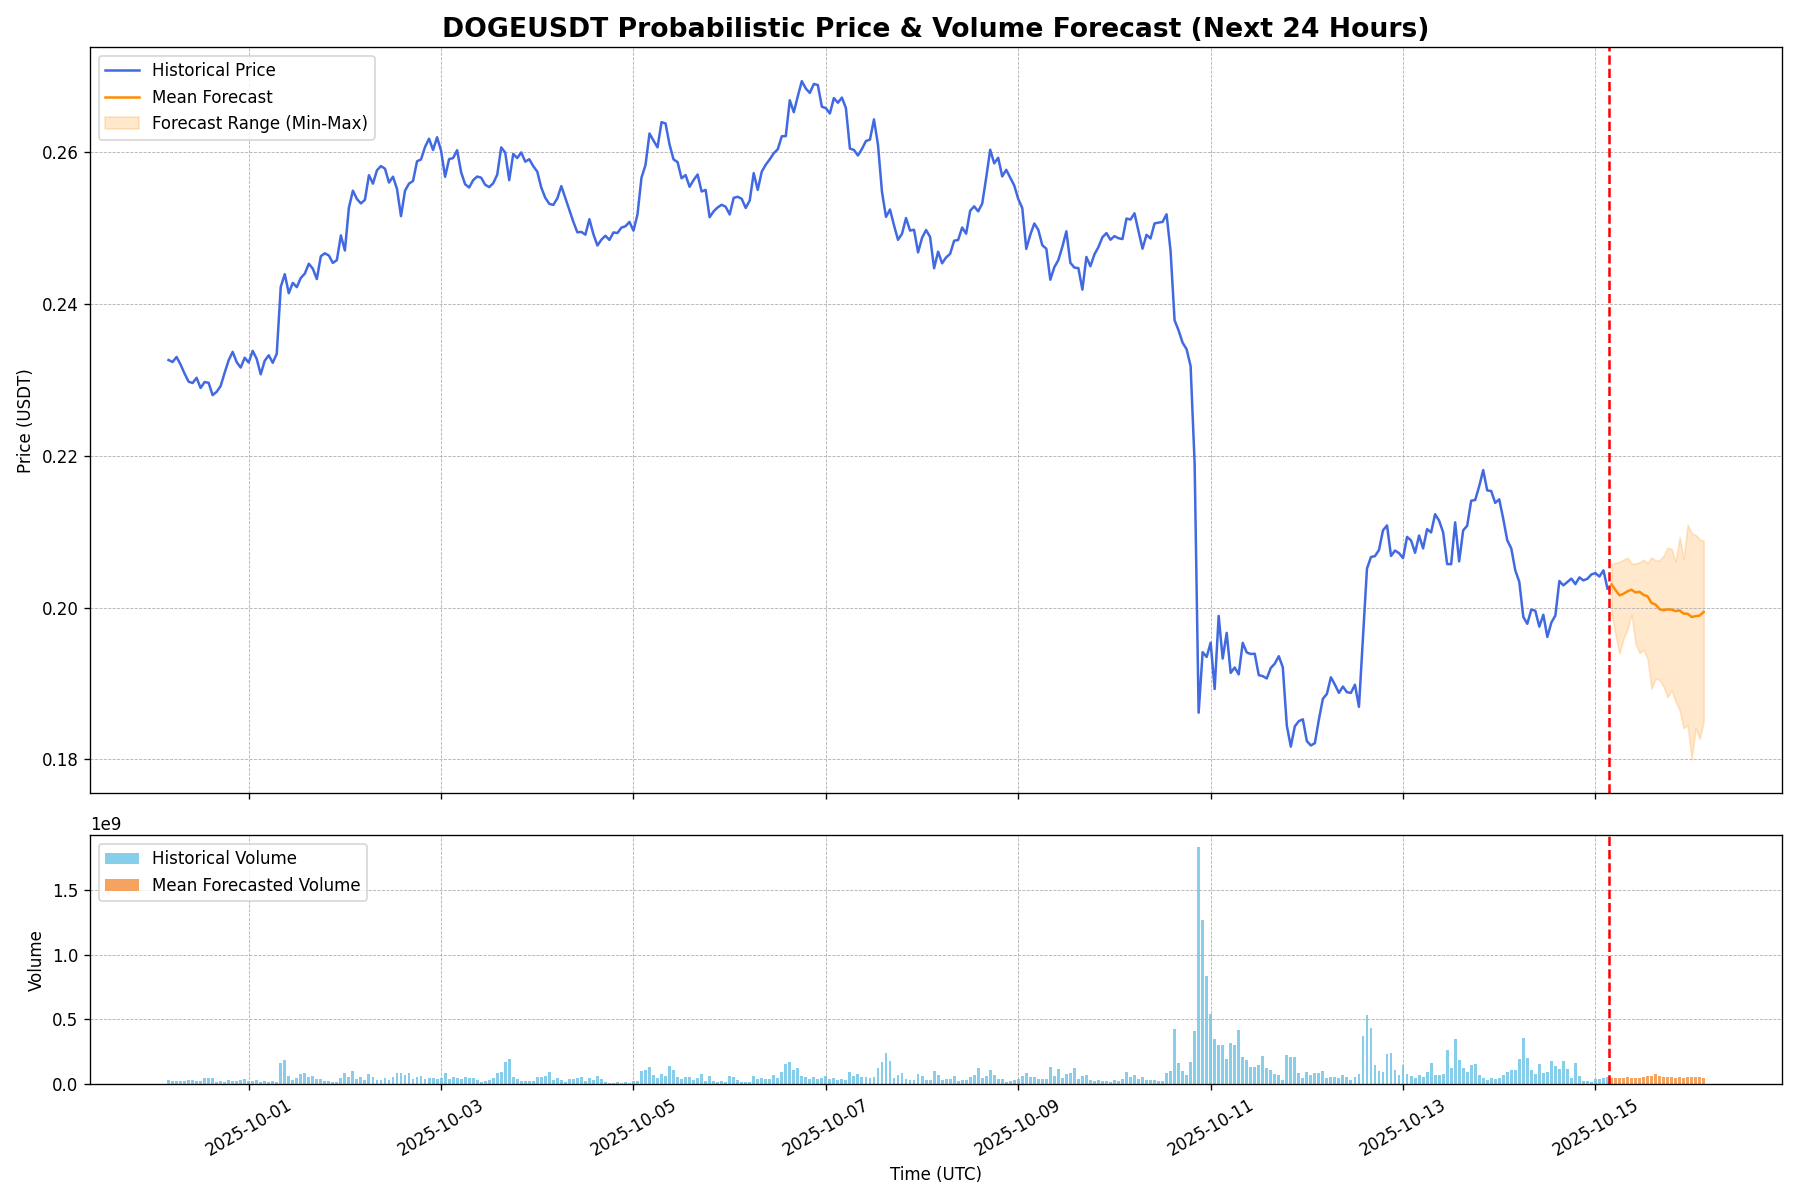 DOGEUSDT Probabilistic Price & Volume Forecast (Next 24 Hours)
Historical Price
Mean Forecast
Forecast Range (Min-Max)
Price (USDT)
0.26
0.24
0.22
0.20
0.18
1e9
Historical Volume
Mean Forecasted Volume
Volume
1.5
1.0
0.5
0.0
2025-10-01
2025-10-03
2025-10-05
2025-10-07
2025-10-09
2025-10-11
2025-10-13
2025-10-15
Time (UTC)